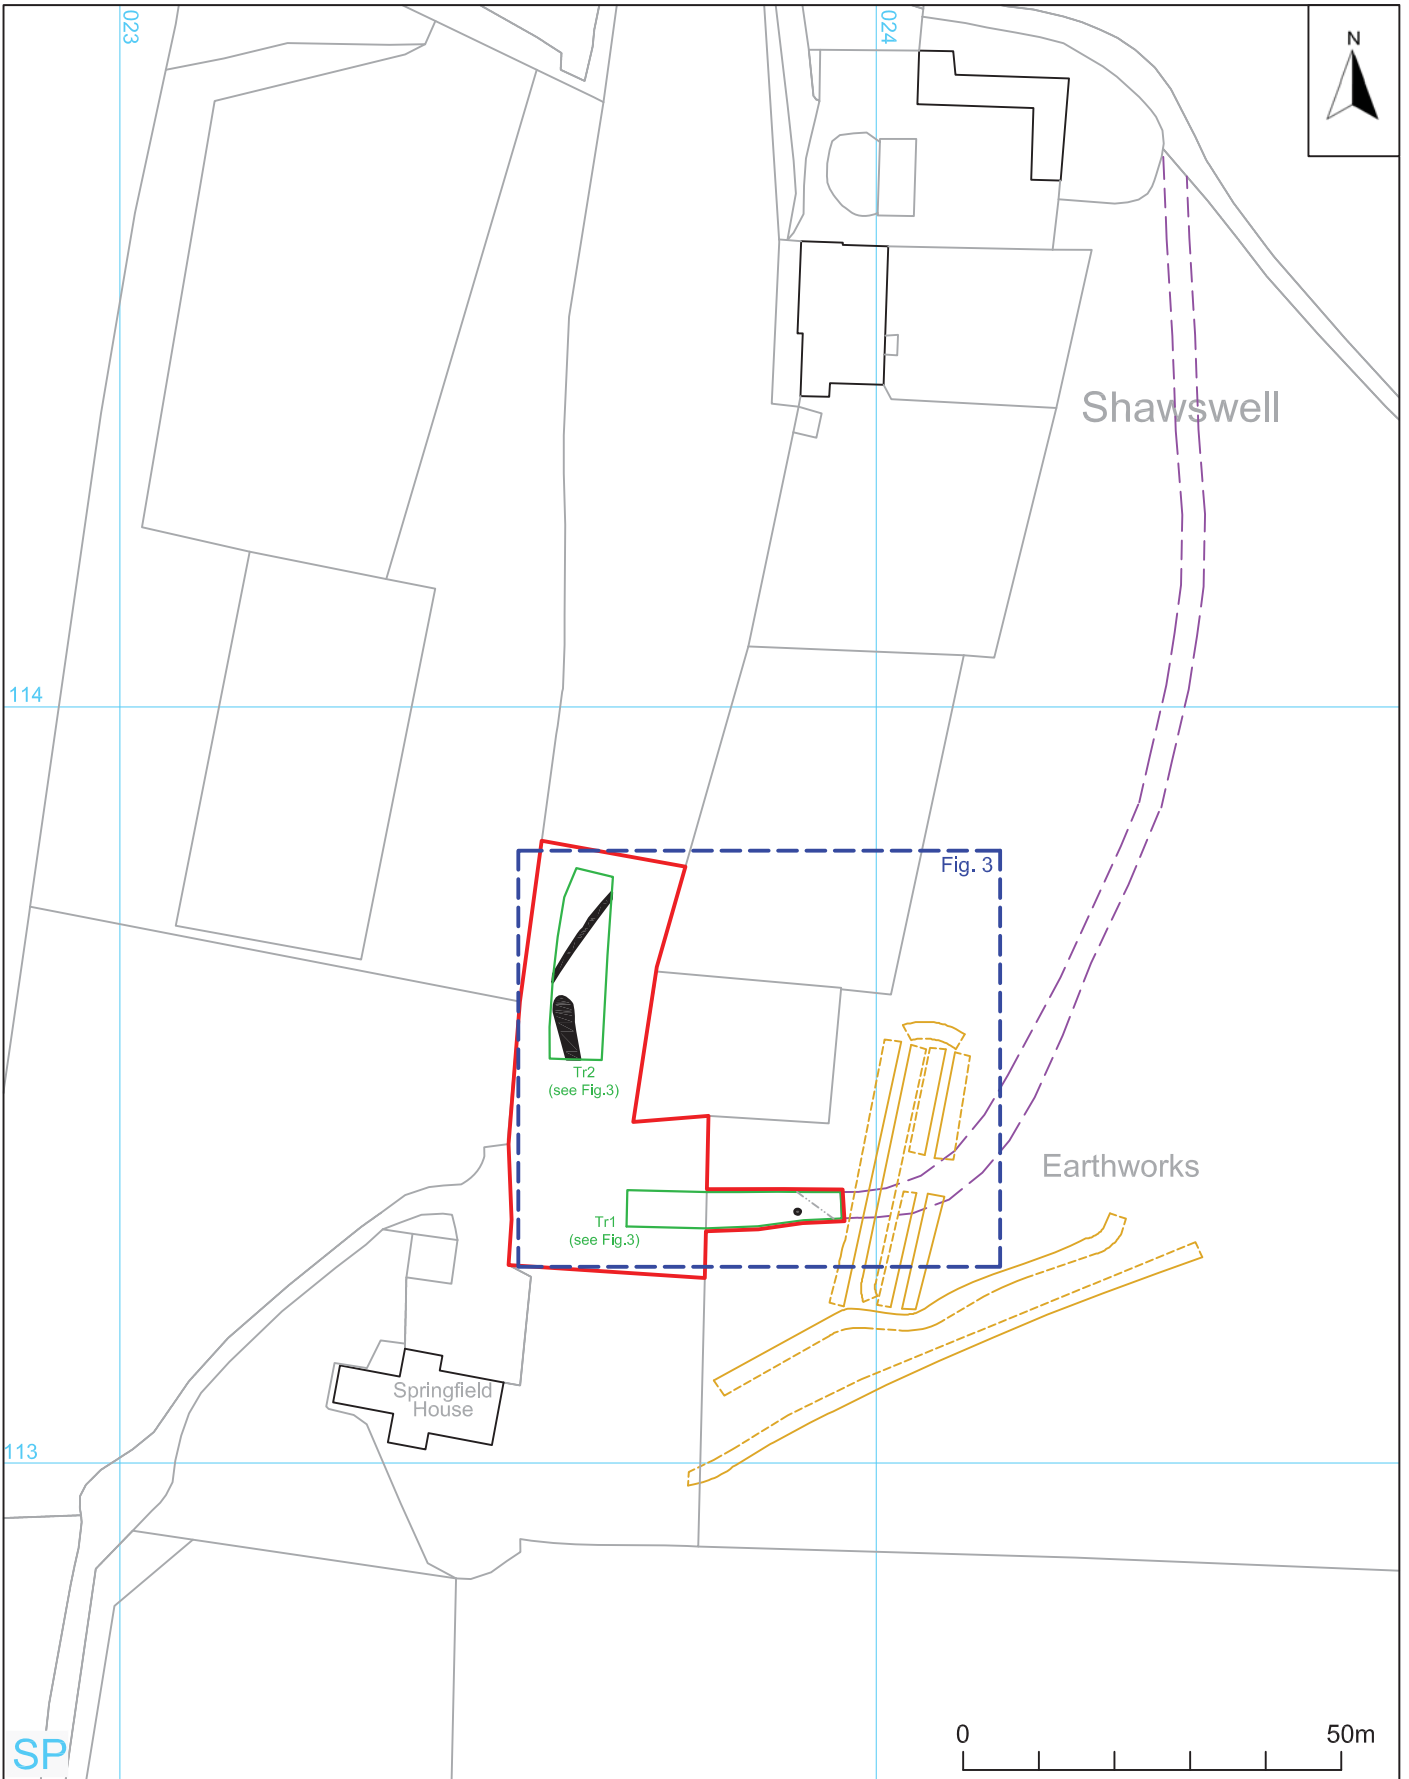 023
024
N
Shawswell
114
Fig. 3
Tr2
(see Fig.3)
Earthworks
Tr1
(see Fig.3)
Springfield
House
113
0
50m
SP